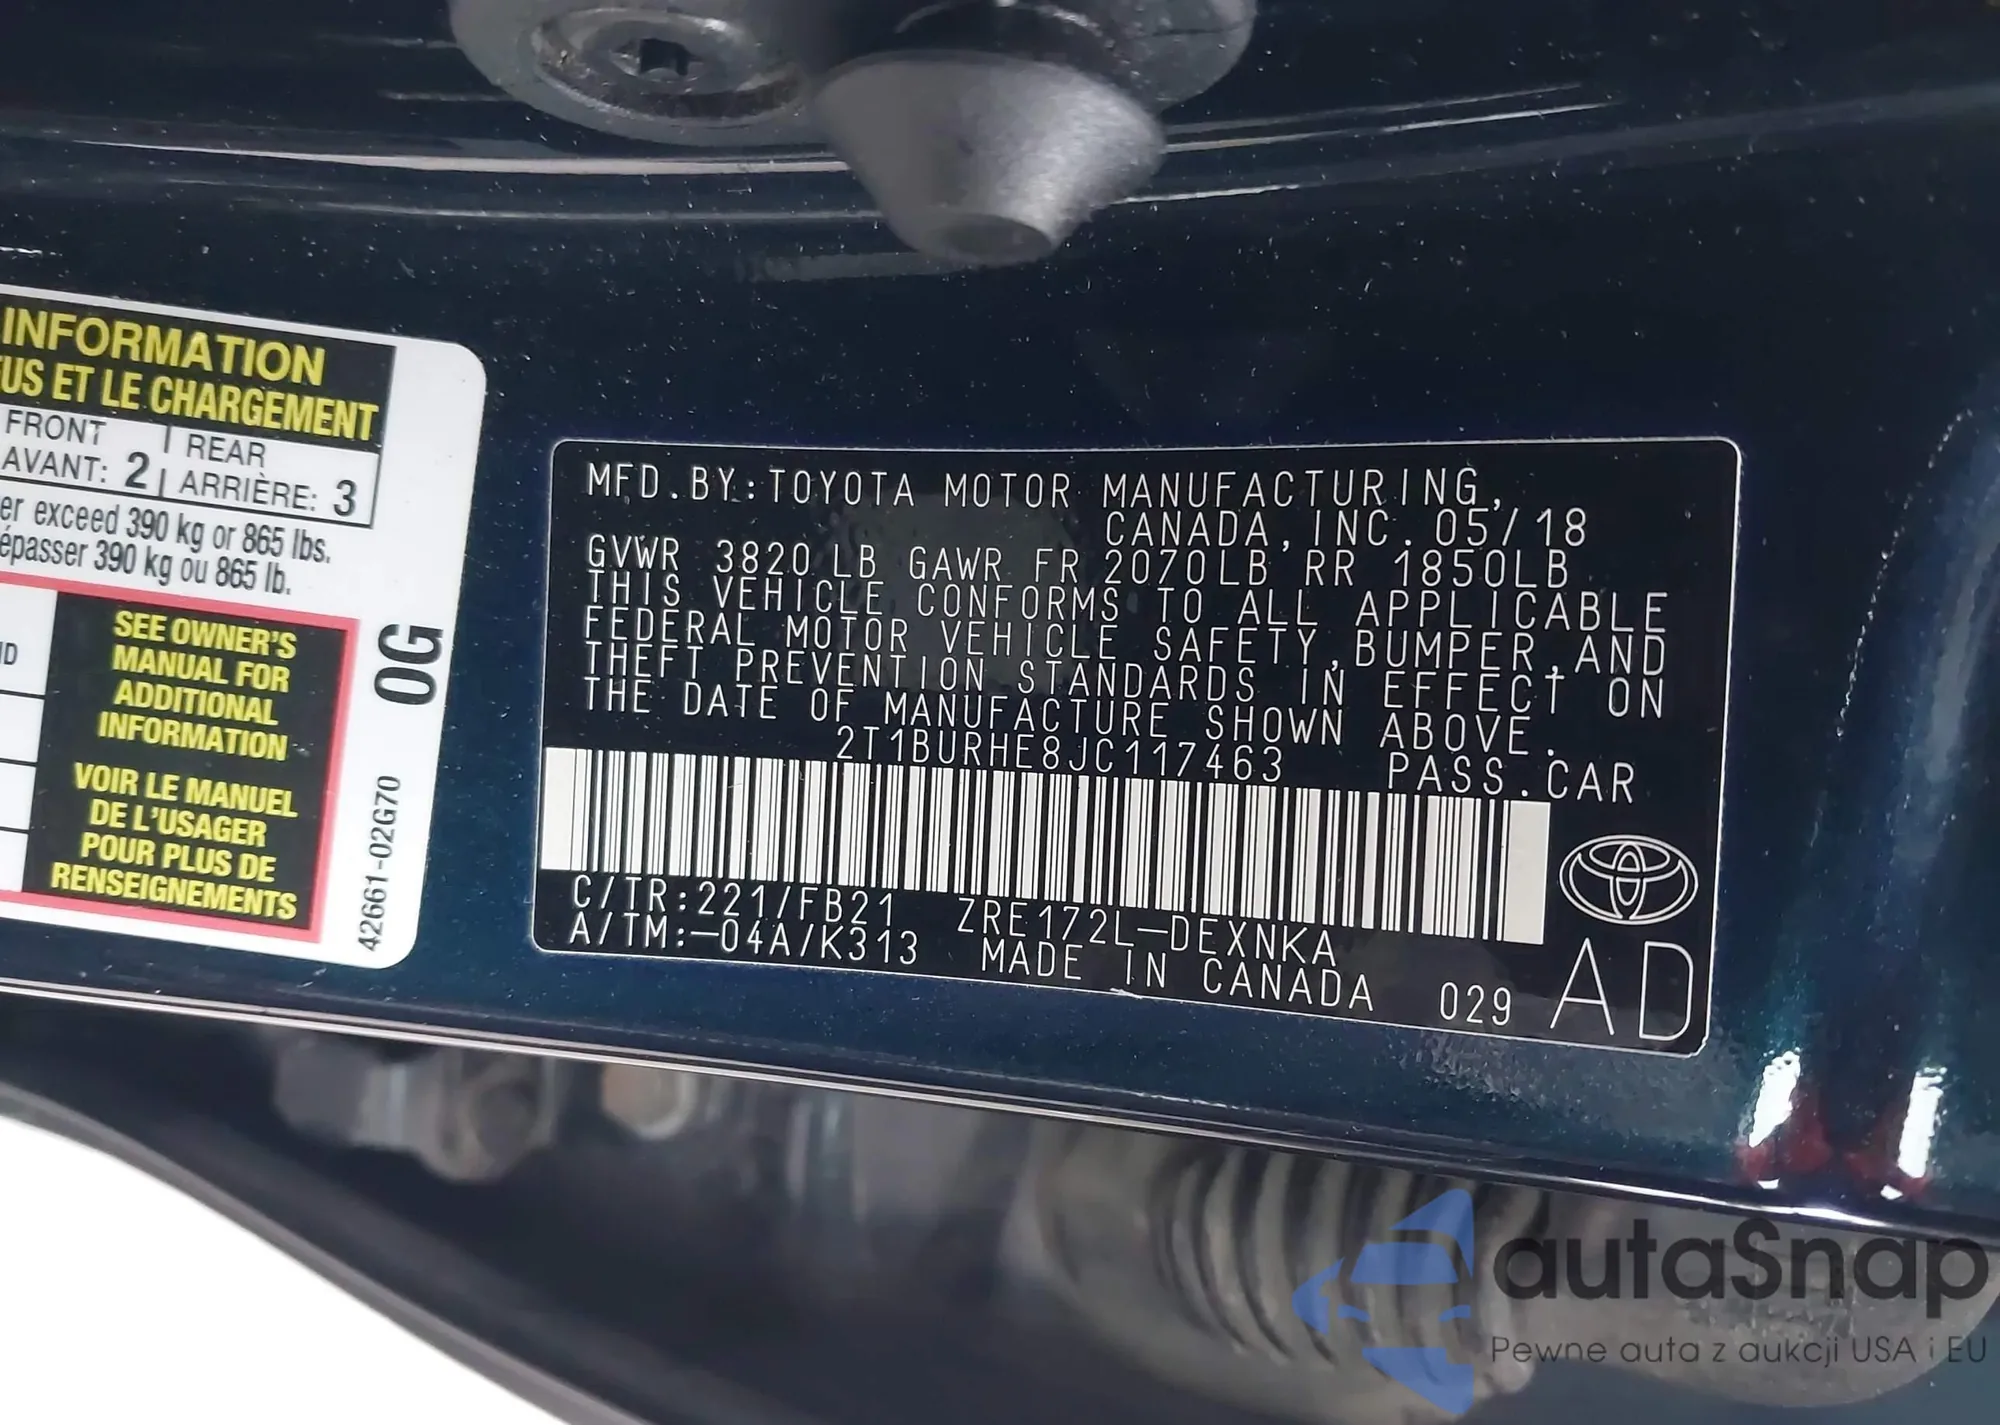 INFORMATION
US ET LE CHARGEMENT
FRONT
AVANT: 2
REAR
ARRIÈRE: 3
er exceed 390 kg or 865 lbs.
épasser 390 kg ou 865 lb.
SEE OWNER'S
MANUAL FOR
ADDITIONAL
INFORMATION
VOIR LE MANUEL
DE L'USAGER
POUR PLUS DE
RENSEIGNEMENTS
0G
42661-02G70
MFD.BY:TOYOTA MOTOR MANUFACTURING,
CANADA,INC. 05/18
GVWR 3820 LB GAWR FR 2070LB RR 1850LB
THIS VEHICLE CONFORMS TO ALL APPLICABLE
FEDERAL MOTOR VEHICLE SAFETY,BUMPER,AND
THEFT PREVENTION STANDARDS IN EFFECT ON
THE DATE OF MANUFACTURE SHOWN ABOVE.
2T1BURHE8JC117463 PASS.CAR
C/TR:221/FB21 ZRE172L-DEXNKA
A/TM:-04A/K313 MADE IN CANADA 029 AD
autaSnap
Pewne auta z aukcji USA i EU